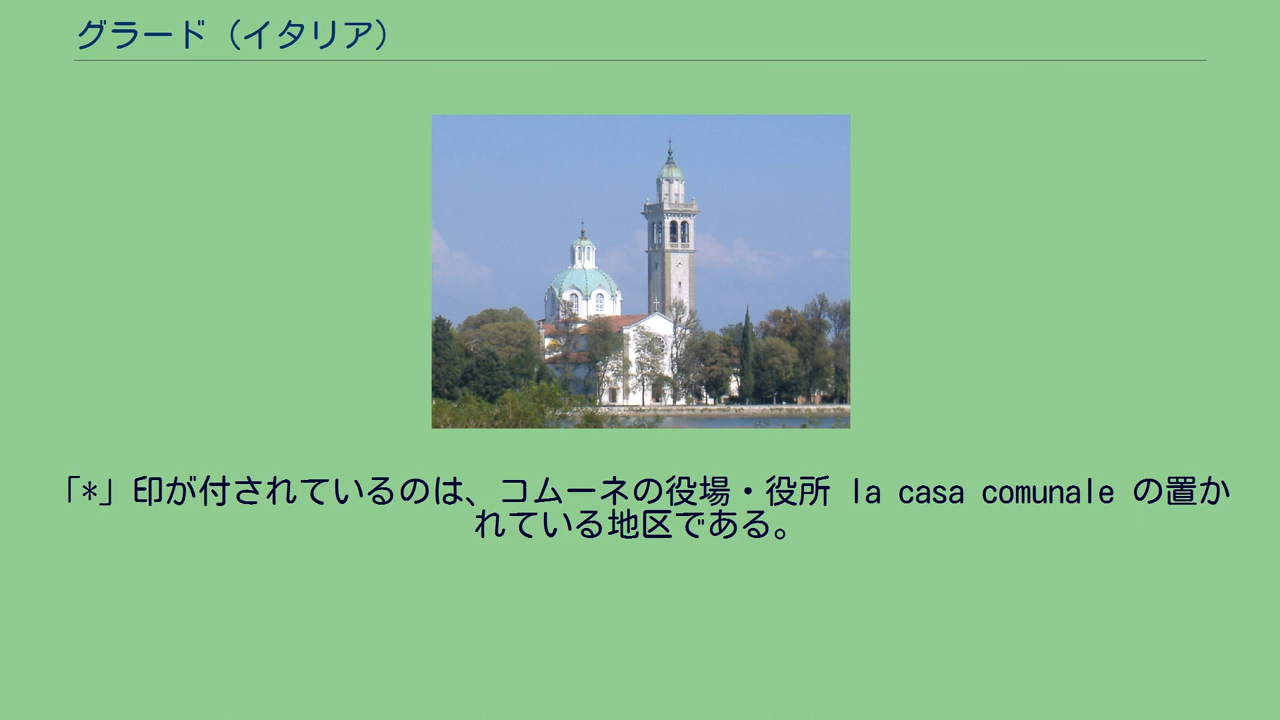 グラード（イタリア）
「*」印が付されているのは、コムーネの役場・役所 la casa comunale の置か
れている地区である。